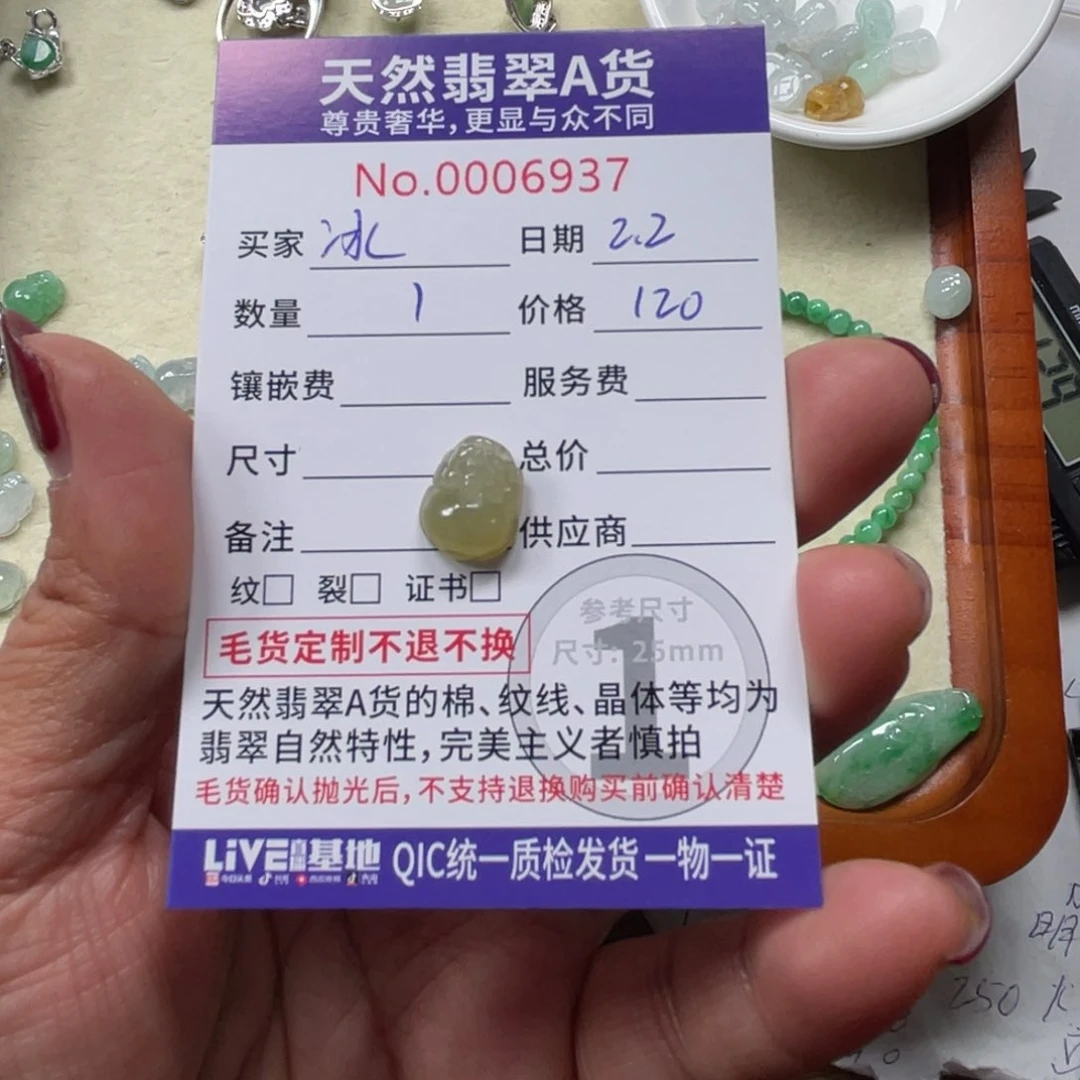 天然翡翠A货
尊贵奢华,更显与众不同
No.0006937
买家 冰 日期 2.2
数量 1 价格 120
镶嵌费 服务费
尺寸 总价
备注 供应商
纹□ 裂□ 证书□
参考尺寸
尺寸:25mm
1
毛货定制不退不换
天然翡翠A货的棉、纹线、晶体等均为
翡翠自然特性,完美主义者慎拍
毛货确认抛光后,不支持退换购买前确认清楚
LIVE直播基地 QIC统一质检发货 一物一证
明
250